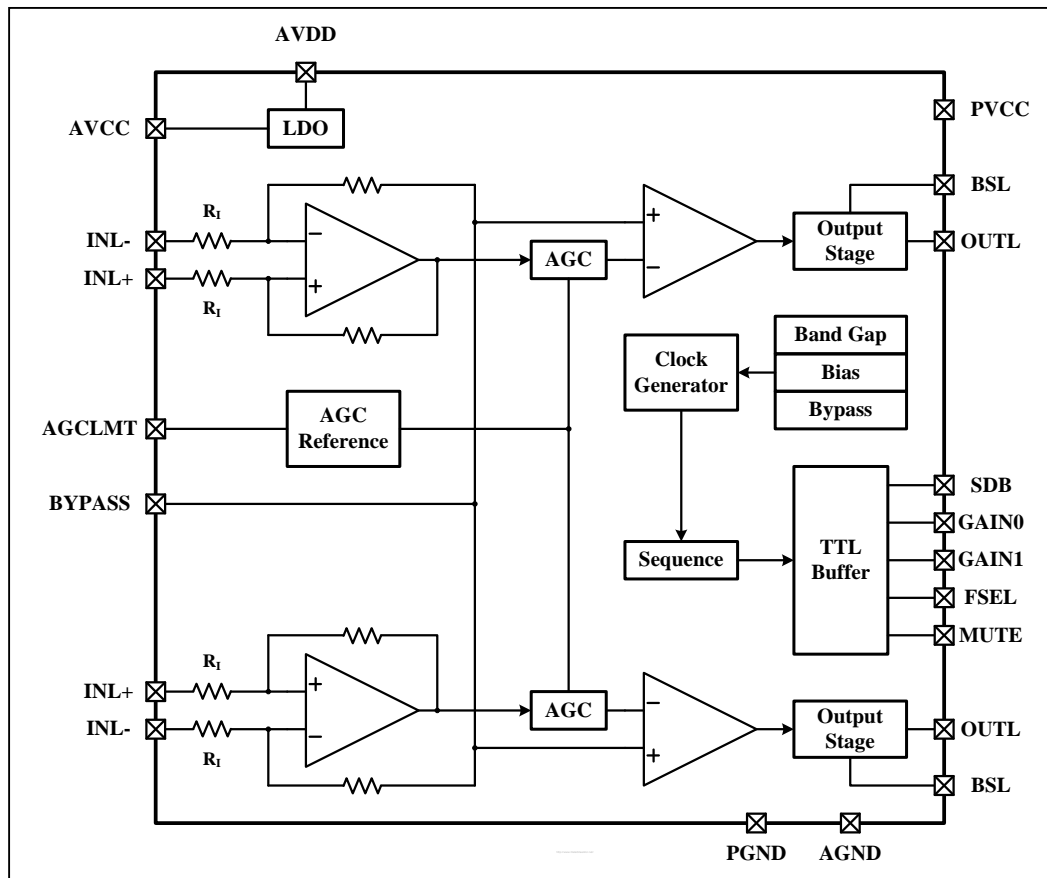 AVDD
AVCC
LDO
PVCC
BSL
RI
INL-
INL+
RI
−
+
AGC
+
−
Output
Stage
OUTL
Clock
Generator
Band Gap
Bias
Bypass
AGCLMT
AGC
Reference
BYPASS
Sequence
TTL
Buffer
SDB
GAIN0
GAIN1
FSEL
MUTE
RI
INL+
INL-
RI
+
−
AGC
−
+
Output
Stage
OUTL
BSL
PGND
AGND